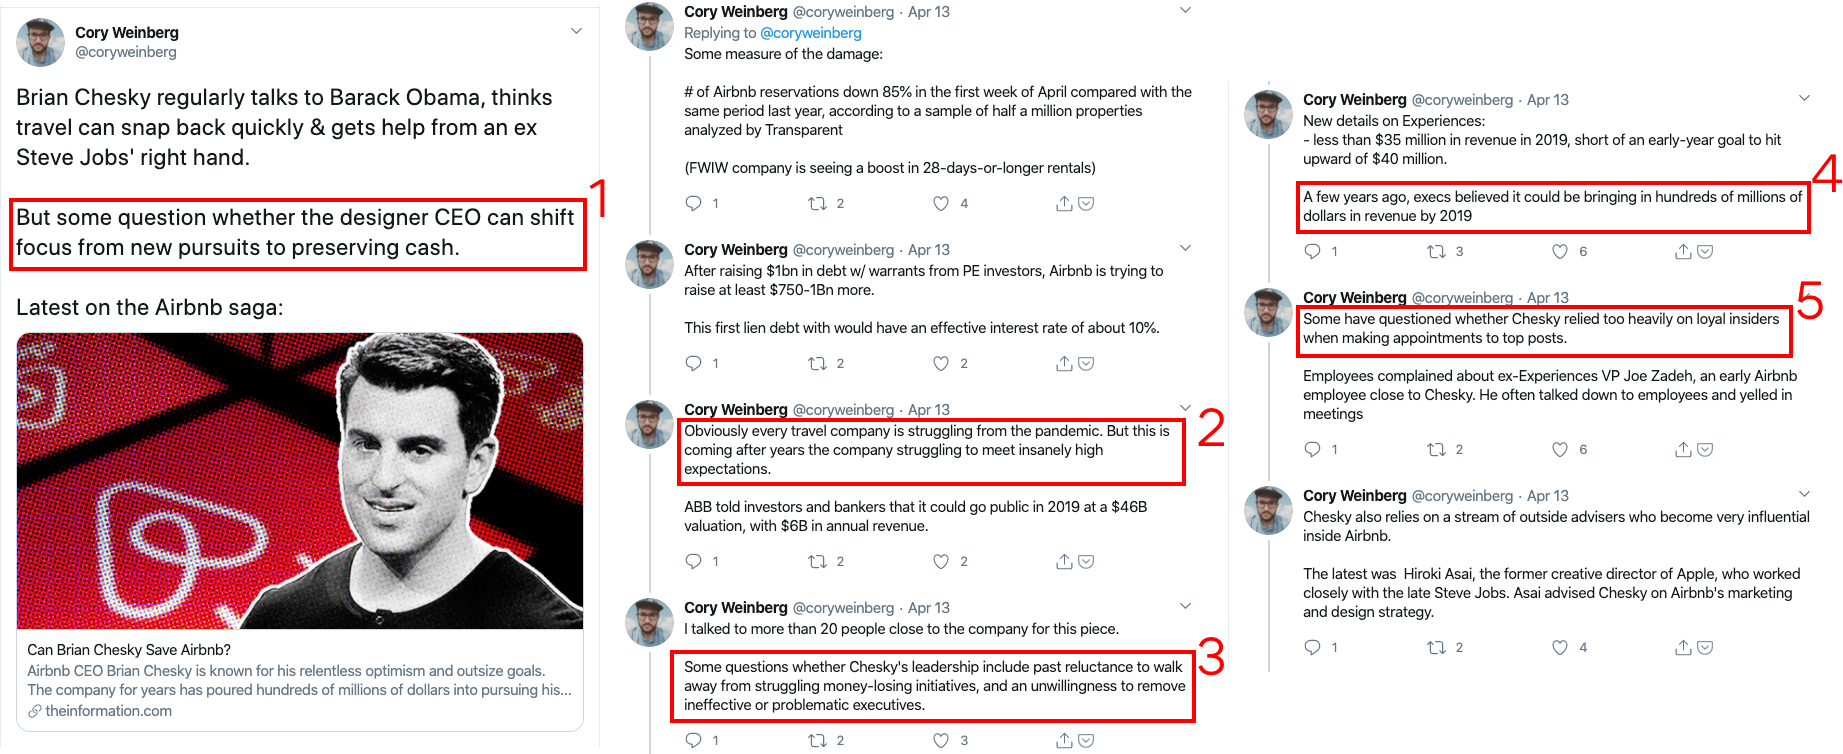 Cory Weinberg
@coryweinberg
Brian Chesky regularly talks to Barack Obama, thinks
travel can snap back quickly & gets help from an ex
Steve Jobs' right hand.
But some question whether the designer CEO can shift
focus from new pursuits to preserving cash.
1
Latest on the Airbnb saga:
Can Brian Chesky Save Airbnb?
Airbnb CEO Brian Chesky is known for his relentless optimism and outsize goals.
The company for years has poured hundreds of millions of dollars into pursuing his...
theinformation.com
Cory Weinberg @coryweinberg · Apr 13
Replying to @coryweinberg
Some measure of the damage:
# of Airbnb reservations down 85% in the first week of April compared with the
same period last year, according to a sample of half a million properties
analyzed by Transparent
(FWIW company is seeing a boost in 28-days-or-longer rentals)
1 2 4
Cory Weinberg @coryweinberg · Apr 13
After raising $1bn in debt w/ warrants from PE investors, Airbnb is trying to
raise at least $750-1Bn more.
This first lien debt with would have an effective interest rate of about 10%.
1 2 2
Cory Weinberg @coryweinberg · Apr 13
Obviously every travel company is struggling from the pandemic. But this is
coming after years the company struggling to meet insanely high
expectations.
2
ABB told investors and bankers that it could go public in 2019 at a $46B
valuation, with $6B in annual revenue.
1 2 2
Cory Weinberg @coryweinberg · Apr 13
I talked to more than 20 people close to the company for this piece.
Some questions whether Chesky's leadership include past reluctance to walk
away from struggling money-losing initiatives, and an unwillingness to remove
ineffective or problematic executives.
3
1 2 3
Cory Weinberg @coryweinberg · Apr 13
New details on Experiences:
- less than $35 million in revenue in 2019, short of an early-year goal to hit
upward of $40 million.
A few years ago, execs believed it could be bringing in hundreds of millions of
dollars in revenue by 2019
4
1 3 6
Cory Weinberg @coryweinberg · Apr 13
Some have questioned whether Chesky relied too heavily on loyal insiders
when making appointments to top posts.
5
Employees complained about ex-Experiences VP Joe Zadeh, an early Airbnb
employee close to Chesky. He often talked down to employees and yelled in
meetings
1 2 6
Cory Weinberg @coryweinberg · Apr 13
Chesky also relies on a stream of outside advisers who become very influential
inside Airbnb.
The latest was Hiroki Asai, the former creative director of Apple, who worked
closely with the late Steve Jobs. Asai advised Chesky on Airbnb's marketing
and design strategy.
1 2 4